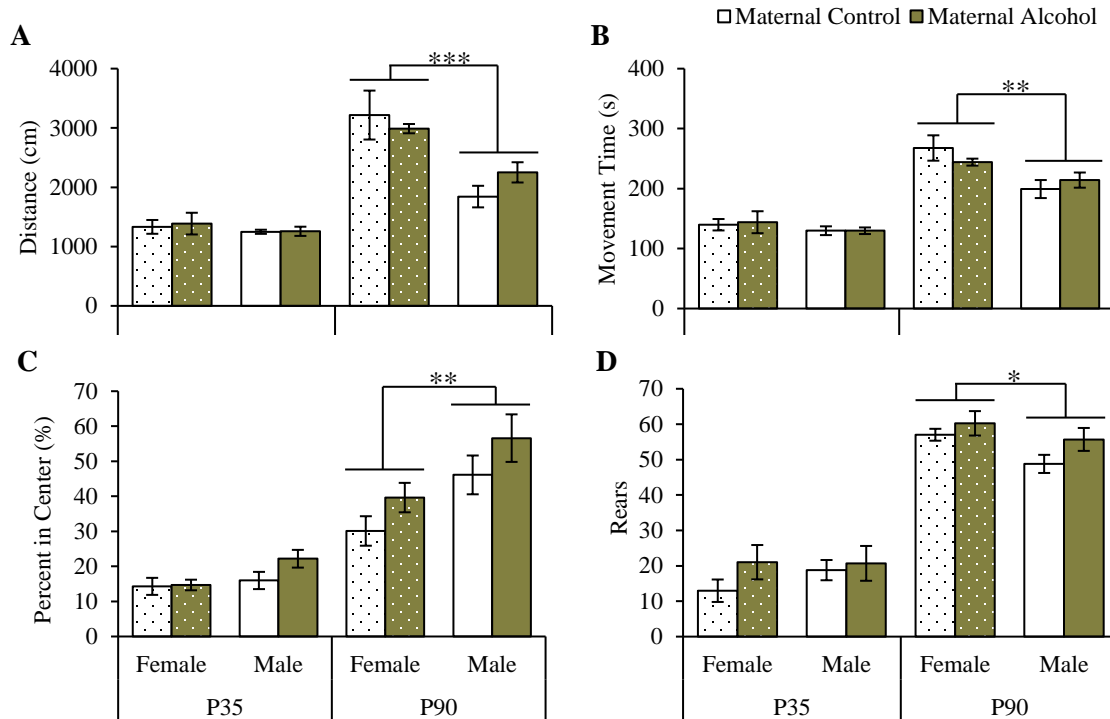 Maternal Control Maternal Alcohol
A
B
4000
3000
2000
1000
0
Distance (cm)
***
400
300
200
100
0
Movement Time (s)
**
C
D
70
60
50
40
30
20
10
0
Percent in Center (%)
**
Female Male Female Male
P35 P90
70
60
50
40
30
20
10
0
Rears
*
Female Male Female Male
P35 P90